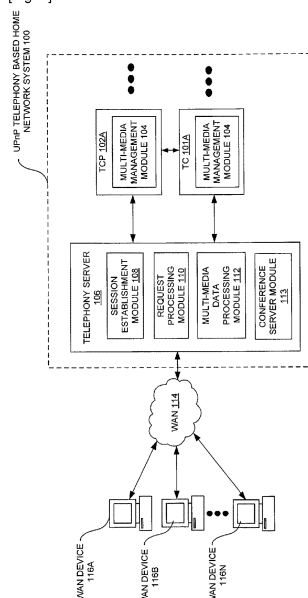 UPnP TELEPHONY BASED HOME
NETWORK SYSTEM 100
TCP 102A
MULTI-MEDIA
MANAGEMENT
MODULE 104
TC 101A
MULTI-MEDIA
MANAGEMENT
MODULE 104
TELEPHONY SERVER
106
SESSION
ESTABLISHMENT
MODULE 108
REQUEST
PROCESSING
MODULE 110
MULTI-MEDIA
DATA
PROCESSING
MODULE 112
CONFERENCE
SERVER MODULE
113
WAN 114
WAN DEVICE
116A
WAN DEVICE
116B
WAN DEVICE
116N